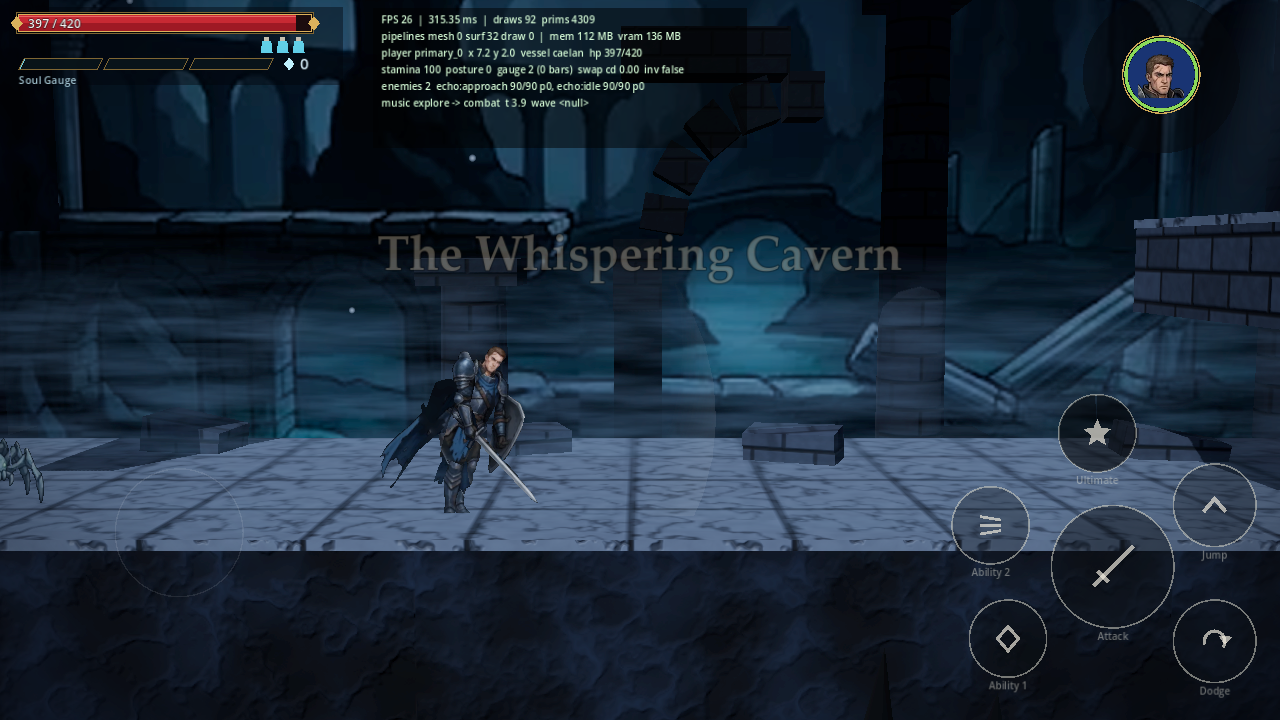 397 / 420
0
Soul Gauge
FPS 26 | 315.35 ms | draws 92 prims 4309
pipelines mesh 0 surf 32 draw 0 | mem 112 MB vram 136 MB
player primary_0 x 7.2 y 2.0 vessel caelan hp 397/420
stamina 100 posture 0 gauge 2 (0 bars) swap cd 0.00 inv false
enemies 2 echo:approach 90/90 p0, echo:idle 90/90 p0
music explore -> combat t 3.9 wave <null>
The Whispering Cavern
Ultimate
Jump
Ability 2
Attack
Ability 1
Dodge